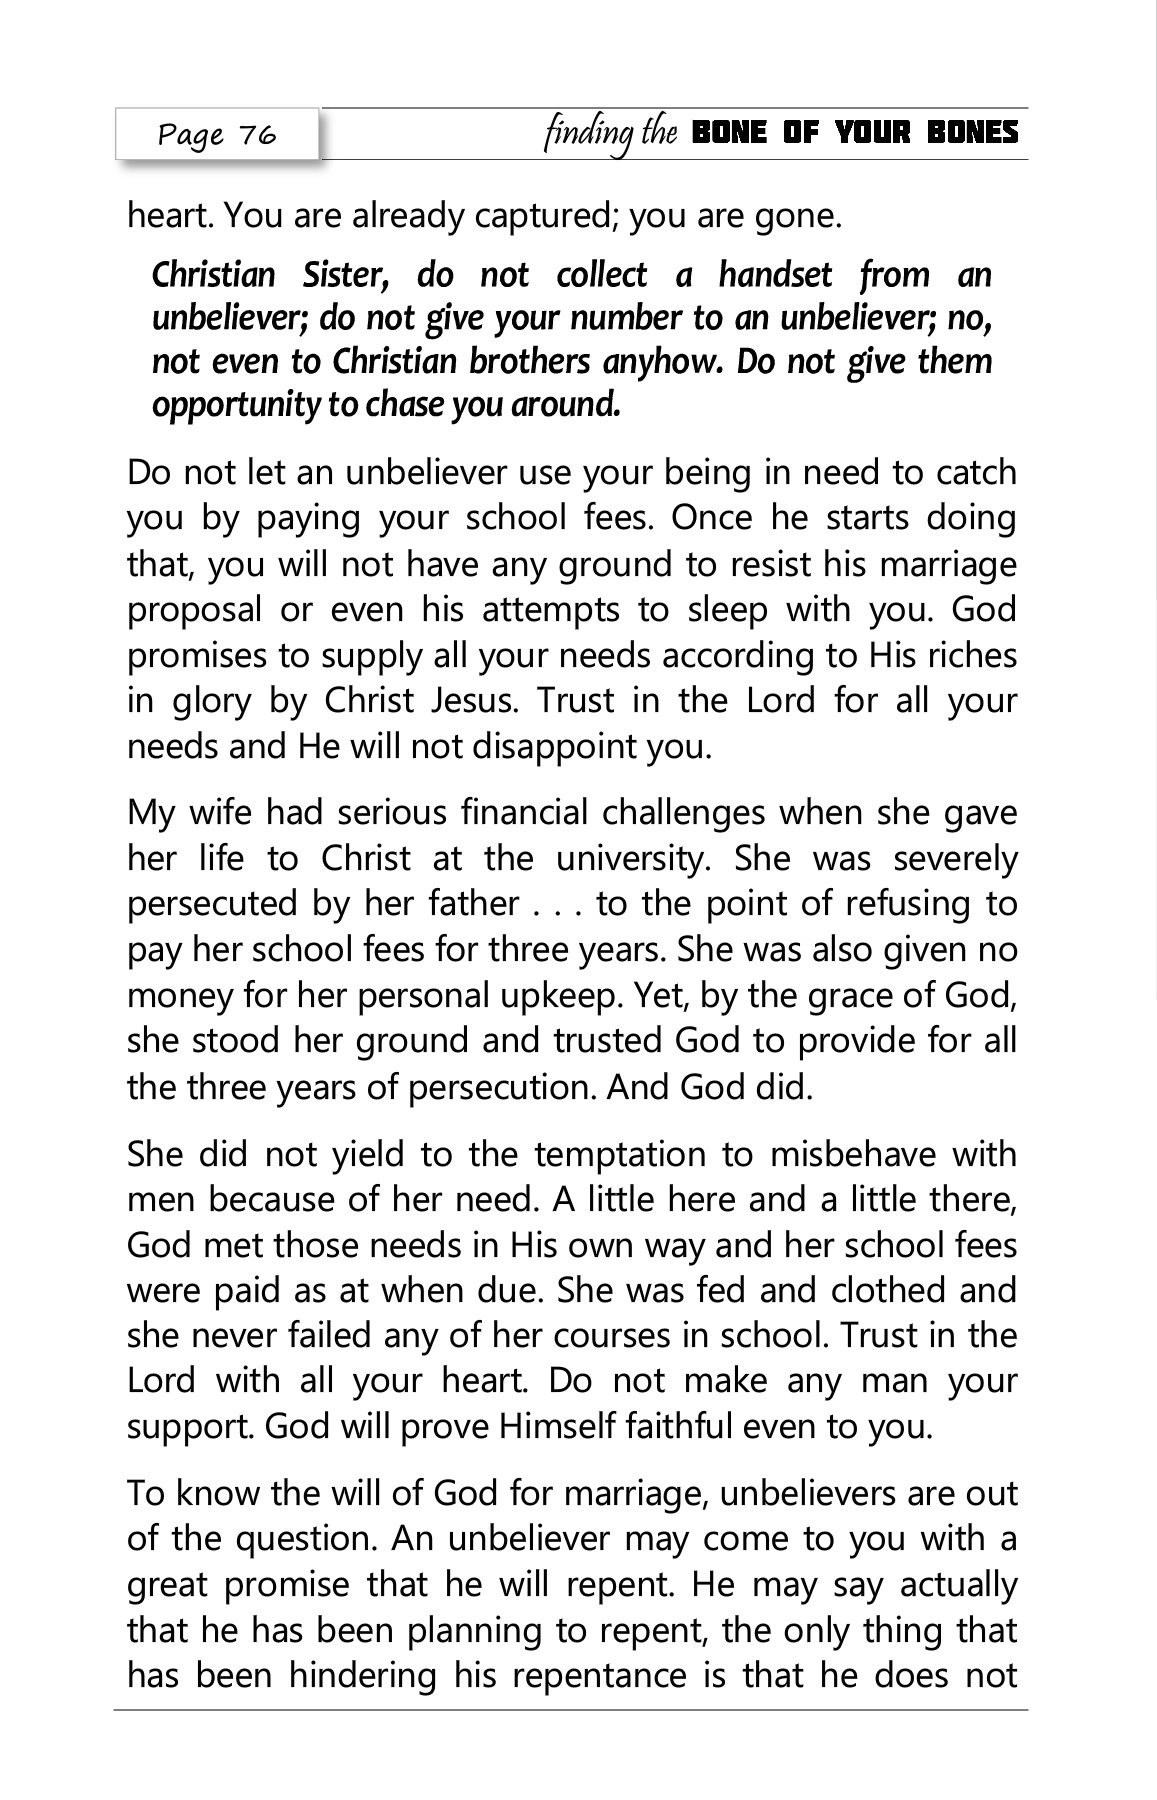 Page 76
finding the BONE OF YOUR BONES
heart. You are already captured; you are gone.
Christian Sister, do not collect a handset from an
unbeliever; do not give your number to an unbeliever; no,
not even to Christian brothers anyhow. Do not give them
opportunity to chase you around.
Do not let an unbeliever use your being in need to catch
you by paying your school fees. Once he starts doing
that, you will not have any ground to resist his marriage
proposal or even his attempts to sleep with you. God
promises to supply all your needs according to His riches
in glory by Christ Jesus. Trust in the Lord for all your
needs and He will not disappoint you.
My wife had serious financial challenges when she gave
her life to Christ at the university. She was severely
persecuted by her father . . . to the point of refusing to
pay her school fees for three years. She was also given no
money for her personal upkeep. Yet, by the grace of God,
she stood her ground and trusted God to provide for all
the three years of persecution. And God did.
She did not yield to the temptation to misbehave with
men because of her need. A little here and a little there,
God met those needs in His own way and her school fees
were paid as at when due. She was fed and clothed and
she never failed any of her courses in school. Trust in the
Lord with all your heart. Do not make any man your
support. God will prove Himself faithful even to you.
To know the will of God for marriage, unbelievers are out
of the question. An unbeliever may come to you with a
great promise that he will repent. He may say actually
that he has been planning to repent, the only thing that
has been hindering his repentance is that he does not